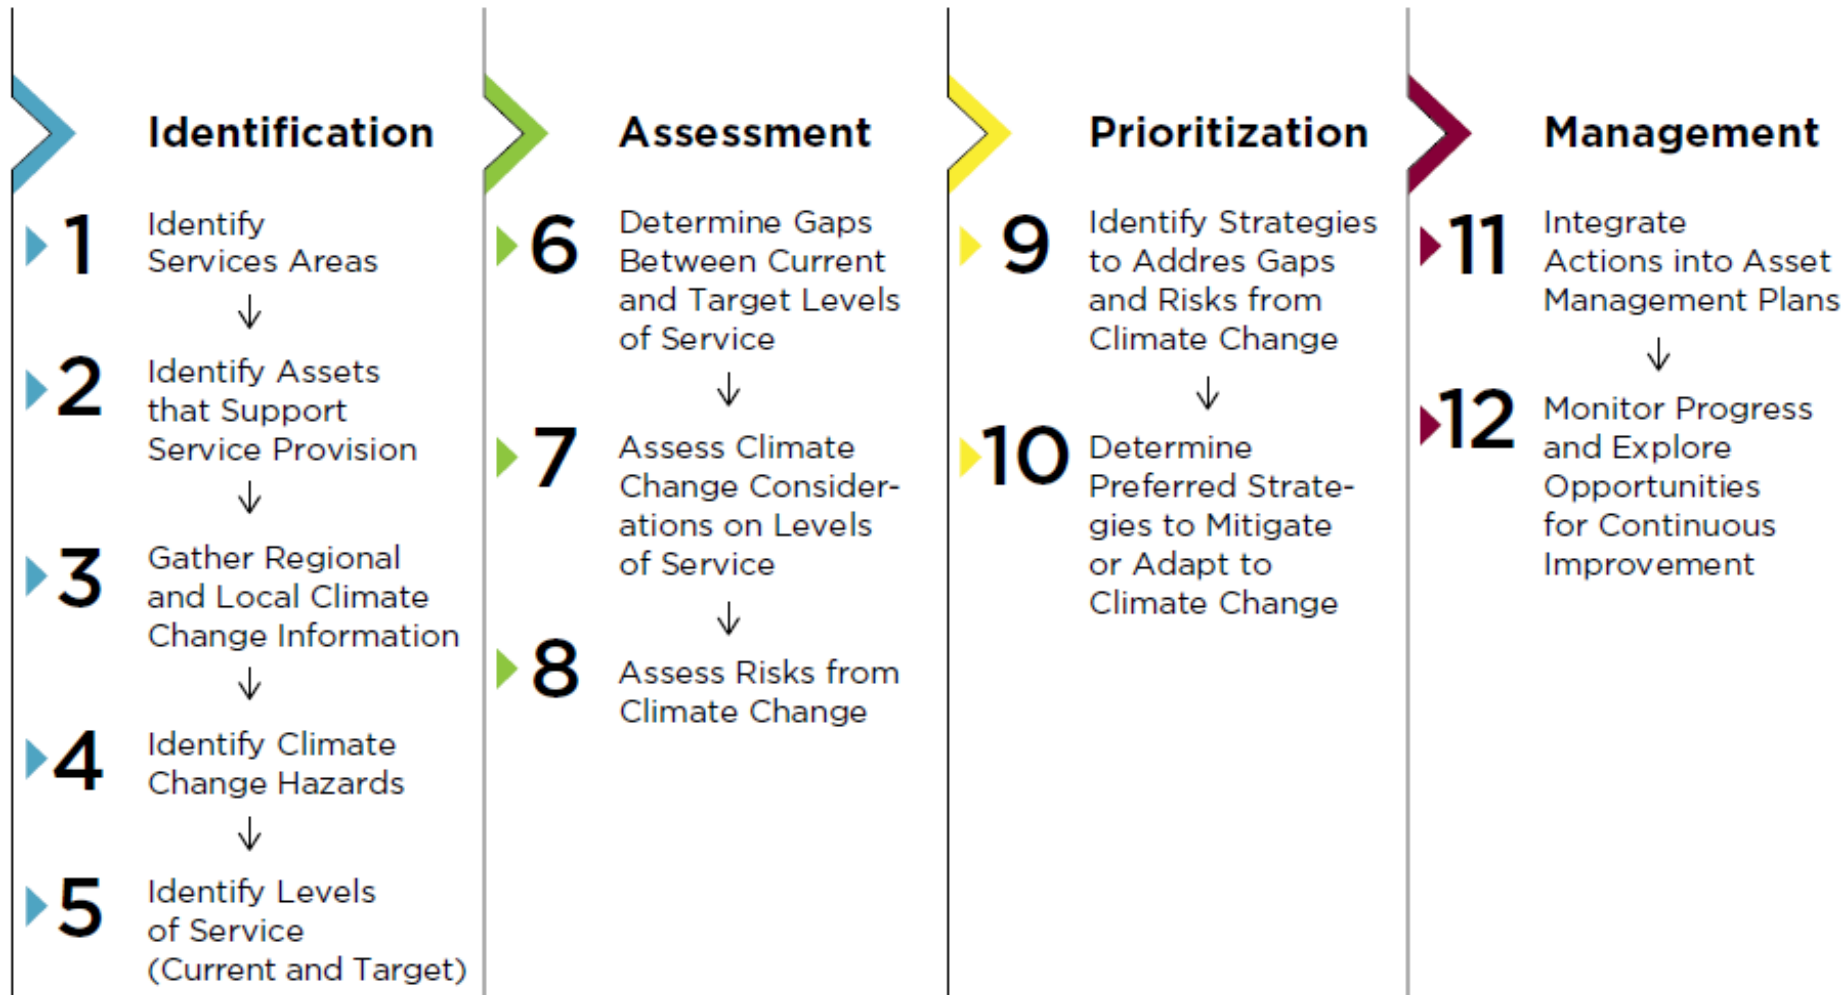 Identification
1
Identify
Services Areas
2
Identify Assets
that Support
Service Provision
3
Gather Regional
and Local Climate
Change Information
4
Identify Climate
Change Hazards
5
Identify Levels
of Service
(Current and Target)
Assessment
6
Determine Gaps
Between Current
and Target Levels
of Service
7
Assess Climate
Change Consider-
ations on Levels
of Service
8
Assess Risks from
Climate Change
Prioritization
9
Identify Strategies
to Addres Gaps
and Risks from
Climate Change
10
Determine
Preferred Strate-
gies to Mitigate
or Adapt to
Climate Change
Management
11
Integrate
Actions into Asset
Management Plans
12
Monitor Progress
and Explore
Opportunities
for Continuous
Improvement